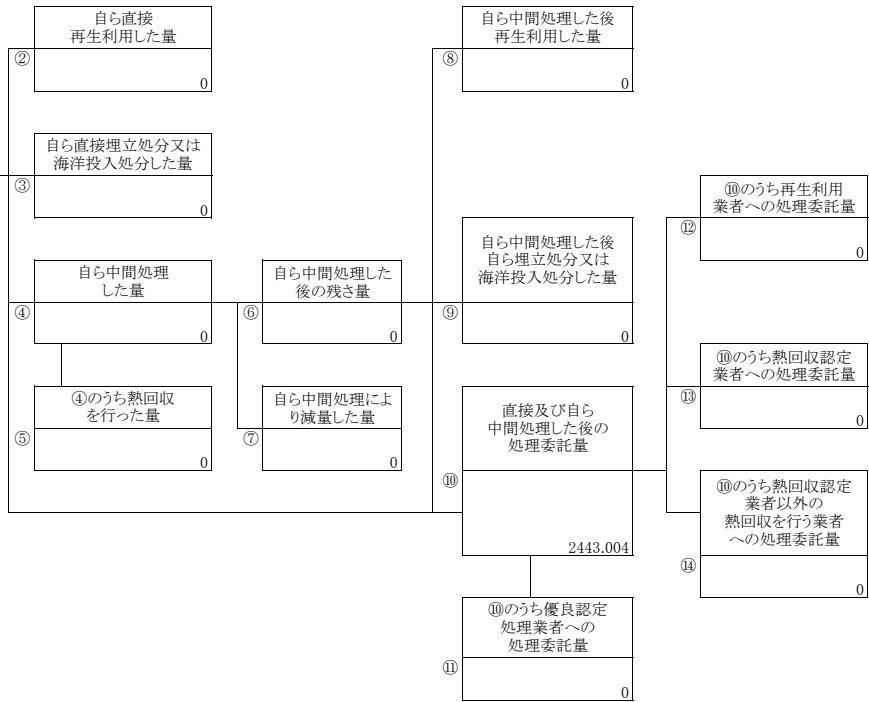 自ら直接
再生利用した量
②
0
自ら直接埋立処分又は
海洋投入処分した量
③
0
自ら中間処理
した量
④
0
④のうち熱回収
を行った量
⑤
0
自ら中間処理した
後の残さ量
⑥
0
自ら中間処理によ
り減量した量
⑦
0
自ら中間処理した後
再生利用した量
⑧
0
自ら中間処理した後
自ら埋立処分又は
海洋投入処分した量
⑨
0
直接及び自ら
中間処理した後の
処理委託量
⑩
2443.004
⑩のうち優良認定
処理業者への
処理委託量
⑪
0
⑩のうち再生利用
業者への処理委託量
⑫
0
⑩のうち熱回収認定
業者への処理委託量
⑬
0
⑩のうち熱回収認定
業者以外の
熱回収を行う業者
への処理委託量
⑭
0